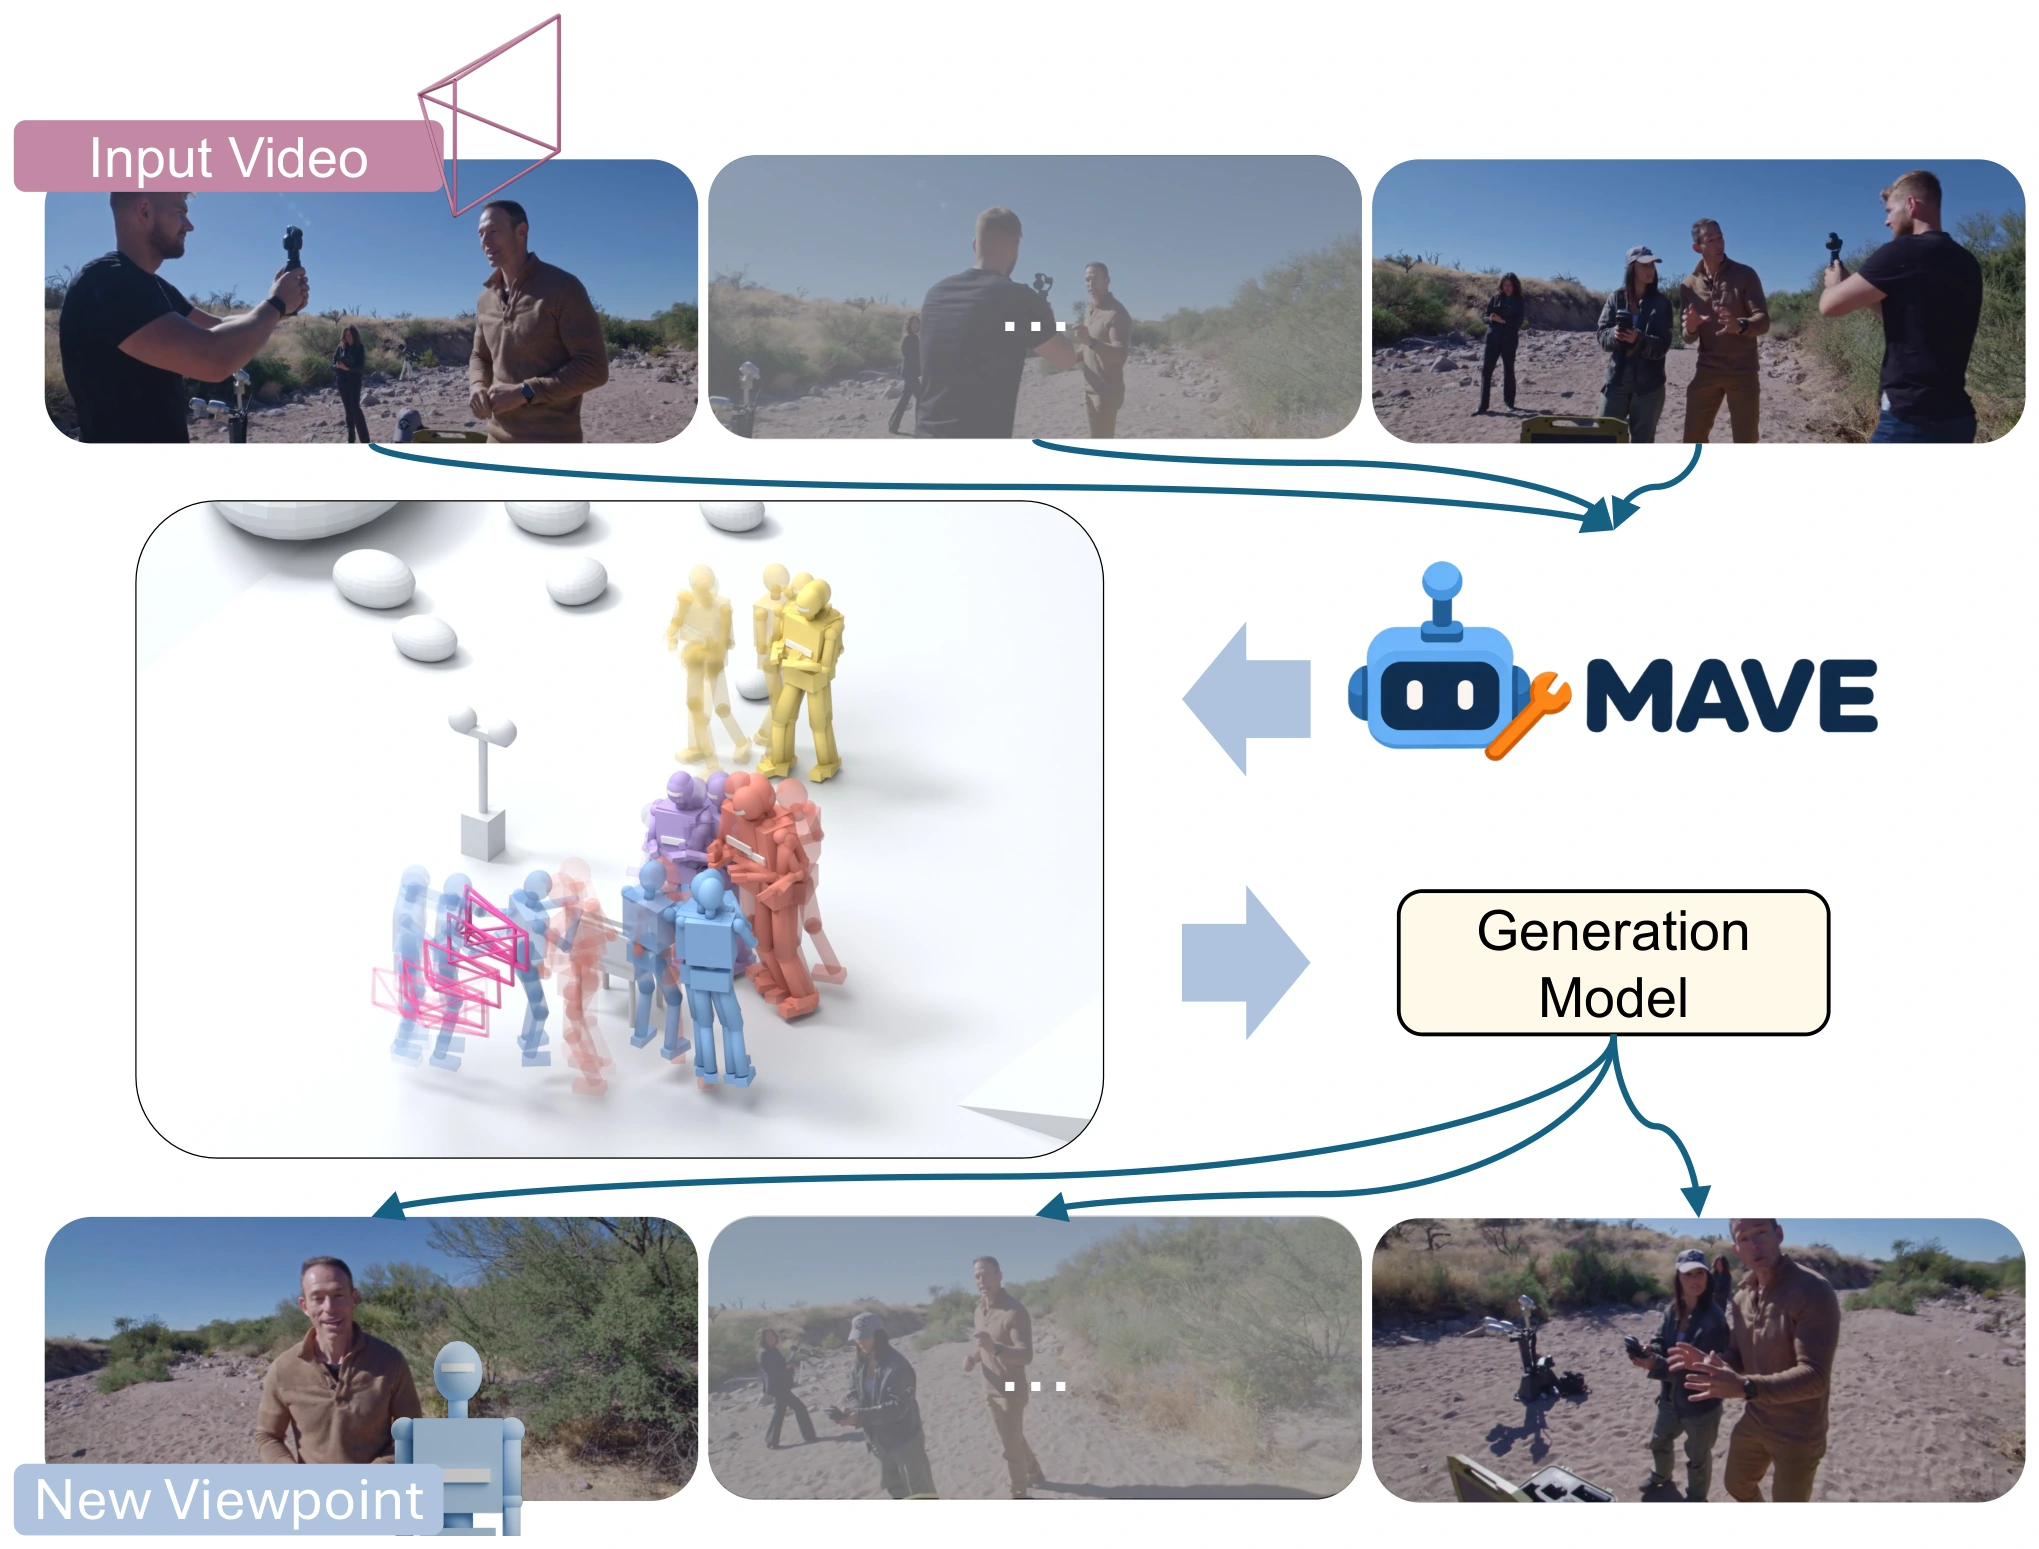 Input Video
...
MAVE
Generation
Model
...
New Viewpoint